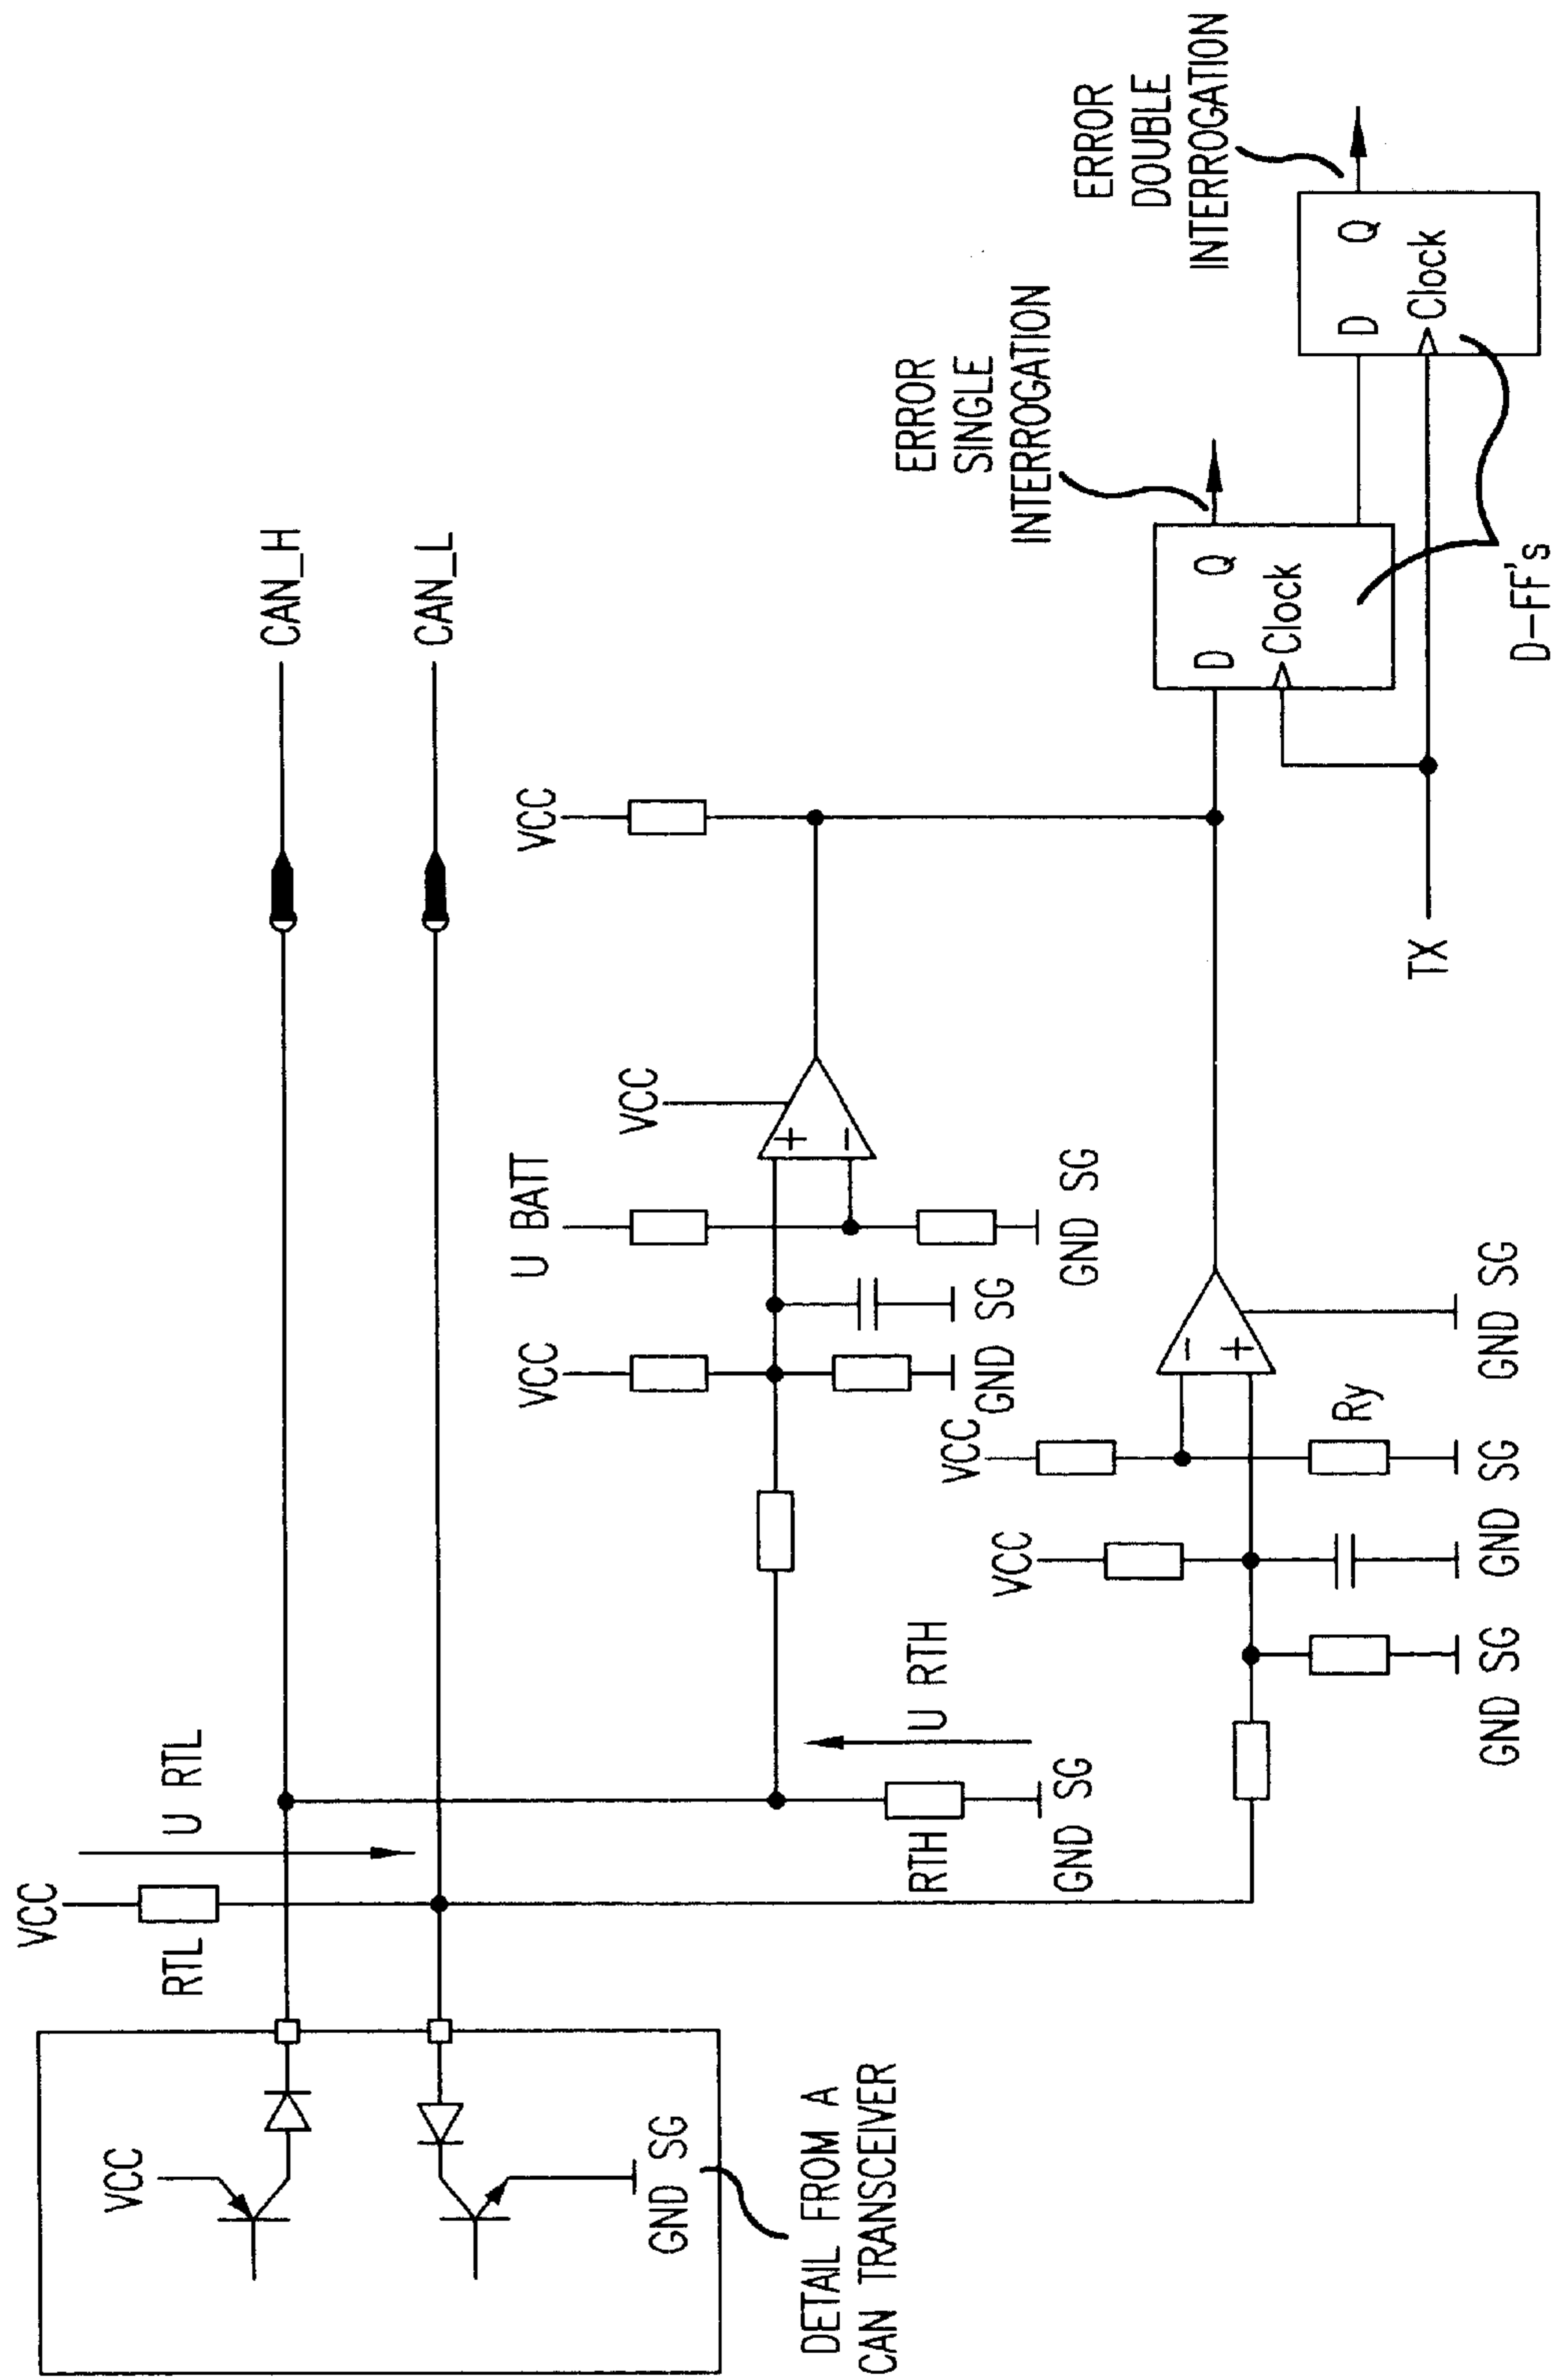 VCC
RTL
U RTL
CAN_H
CAN_L
VCC
GND SG
DETAIL FROM A
CAN TRANSCEIVER
RTH
GND SG
U RTH
VCC
GND SG
GND SG
U BATT
GND SG
VCC
+
−
VCC
VCC
GND SG
GND SG
VCC
Ry
GND SG
−
+
GND SG
TX
D Q
Clock
ERROR
SINGLE
INTERROGATION
D Q
Clock
ERROR
DOUBLE
INTERROGATION
D-FF's